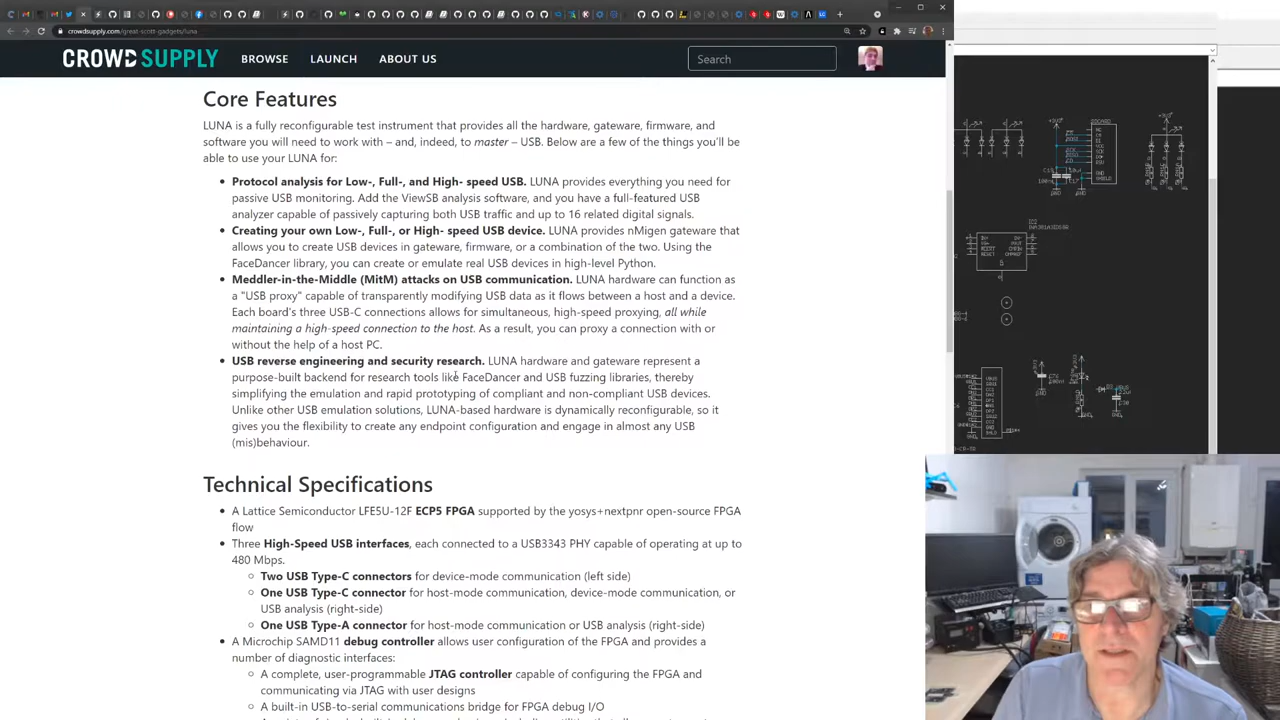 crowdsupply.com/great-scott-gadgets/luna
CROWD SUPPLY BROWSE LAUNCH ABOUT US Search
Core Features
LUNA is a fully reconfigurable test instrument that provides all the hardware, gateware, firmware, and
software you will need to work with – and, indeed, to master – USB. Below are a few of the things you'll be
able to use your LUNA for:
Protocol analysis for Low-, Full-, and High- speed USB. LUNA provides everything you need for
passive USB monitoring. Add the ViewSB analysis software, and you have a full-featured USB
analyzer capable of passively capturing both USB traffic and up to 16 related digital signals.
Creating your own Low-, Full-, or High- speed USB device. LUNA provides nMigen gateware that
allows you to create USB devices in gateware, firmware, or a combination of the two. Using the
FaceDancer library, you can create or emulate real USB devices in high-level Python.
Meddler-in-the-Middle (MitM) attacks on USB communication. LUNA hardware can function as
a "USB proxy" capable of transparently modifying USB data as it flows between a host and a device.
Each board's three USB-C connections allows for simultaneous, high-speed proxying, all while
maintaining a high-speed connection to the host. As a result, you can proxy a connection with or
without the help of a host PC.
USB reverse engineering and security research. LUNA hardware and gateware represent a
purpose-built backend for research tools like FaceDancer and USB fuzzing libraries, thereby
simplifying the emulation and rapid prototyping of compliant and non-compliant USB devices.
Unlike other USB emulation solutions, LUNA-based hardware is dynamically reconfigurable, so it
gives you the flexibility to create any endpoint configuration and engage in almost any USB
(mis)behaviour.
Technical Specifications
A Lattice Semiconductor LFE5U-12F ECP5 FPGA supported by the yosys+nextpnr open-source FPGA
flow
Three High-Speed USB interfaces, each connected to a USB3343 PHY capable of operating at up to
480 Mbps.
Two USB Type-C connectors for device-mode communication (left side)
One USB Type-C connector for host-mode communication, device-mode communication, or
USB analysis (right-side)
One USB Type-A connector for host-mode communication or USB analysis (right-side)
A Microchip SAMD11 debug controller allows user configuration of the FPGA and provides a
number of diagnostic interfaces:
A complete, user-programmable JTAG controller capable of configuring the FPGA and
communicating via JTAG with user designs
A built-in USB-to-serial communications bridge for FPGA debug I/O